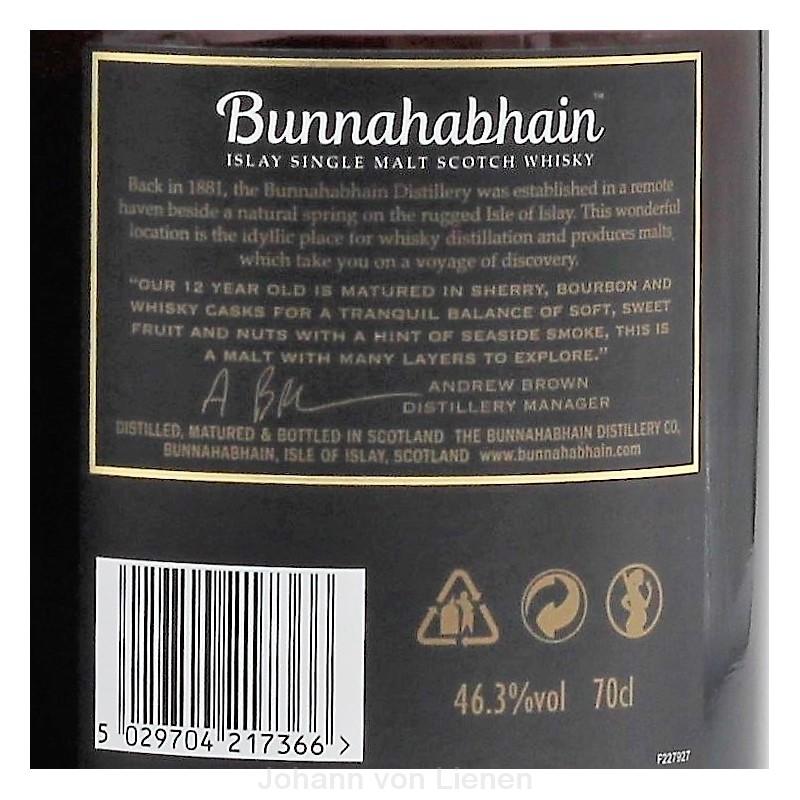 Bunnahabhain™
ISLAY SINGLE MALT SCOTCH WHISKY
Back in 1881, the Bunnahabhain Distillery was established in a remote
haven beside a natural spring on the rugged Isle of Islay. This wonderful
location is the idyllic place for whisky distillation and produces malts,
which take you on a voyage of discovery.
"OUR 12 YEAR OLD IS MATURED IN SHERRY, BOURBON AND
WHISKY CASKS FOR A TRANQUIL BALANCE OF SOFT, SWEET
FRUIT AND NUTS WITH A HINT OF SEASIDE SMOKE, THIS IS
A MALT WITH MANY LAYERS TO EXPLORE."
ANDREW BROWN
DISTILLERY MANAGER
DISTILLED, MATURED & BOTTLED IN SCOTLAND THE BUNNAHABHAIN DISTILLERY CO.
BUNNAHABHAIN, ISLE OF ISLAY, SCOTLAND www.bunnahabhain.com
46.3%vol 70cl
5 029704 217366 >
F227927
Johann von Lienen